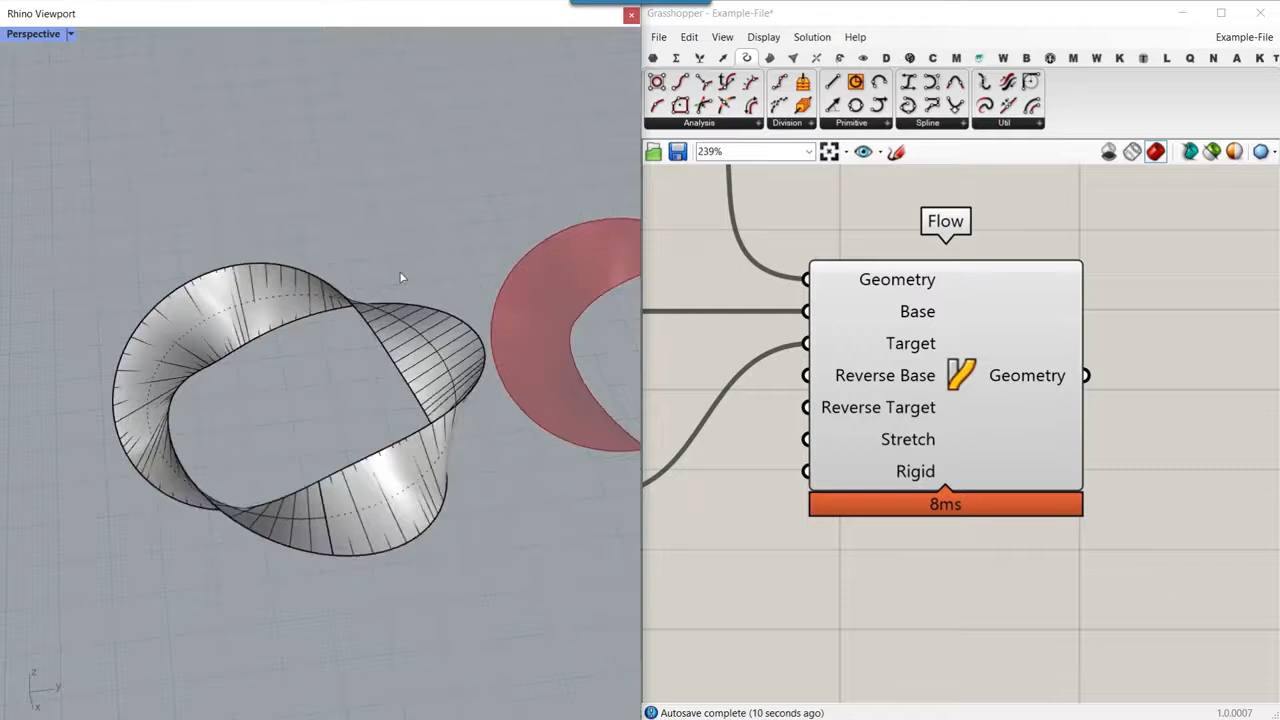 Rhino Viewport
Perspective
z
y
x
Grasshopper - Example-File*
File Edit View Display Solution Help
Example-File
D C M W B M W K L Q N A K T
Analysis Division Primitive Spline Util
239%
Flow
Geometry
Base
Target
Reverse Base
Reverse Target
Stretch
Rigid
Geometry
8ms
Autosave complete (10 seconds ago)
1.0.0007